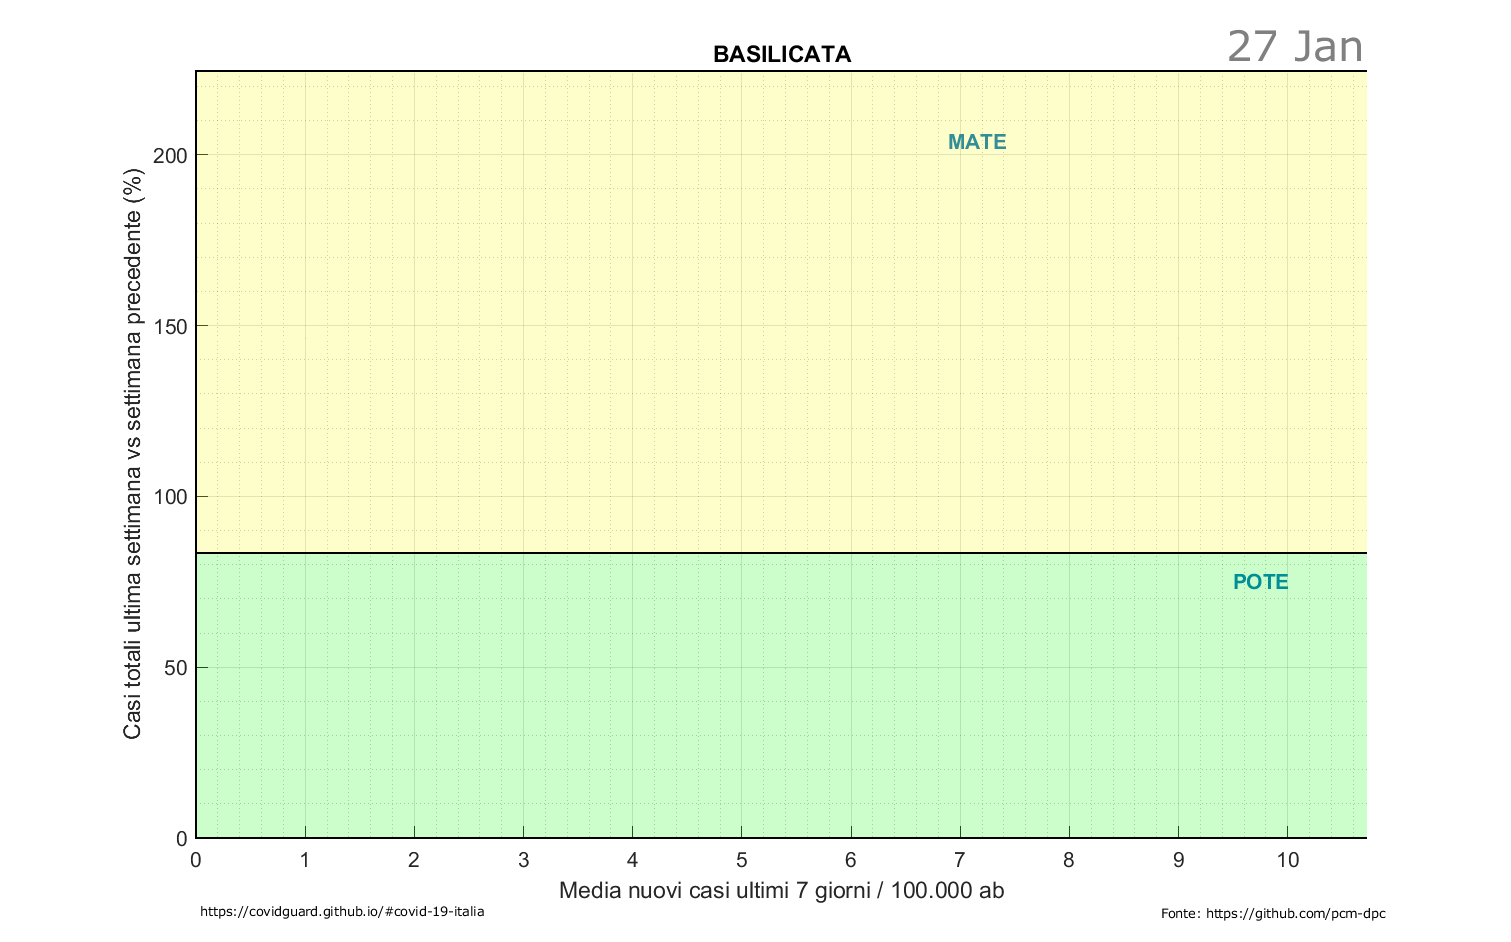 27 Jan
BASILICATA
MATE
POTE
200
150
100
50
0
Casi totali ultima settimana vs settimana precedente (%)
0 1 2 3 4 5 6 7 8 9 10
Media nuovi casi ultimi 7 giorni / 100.000 ab
https://covidguard.github.io/#covid-19-italia
Fonte: https://github.com/pcm-dpc